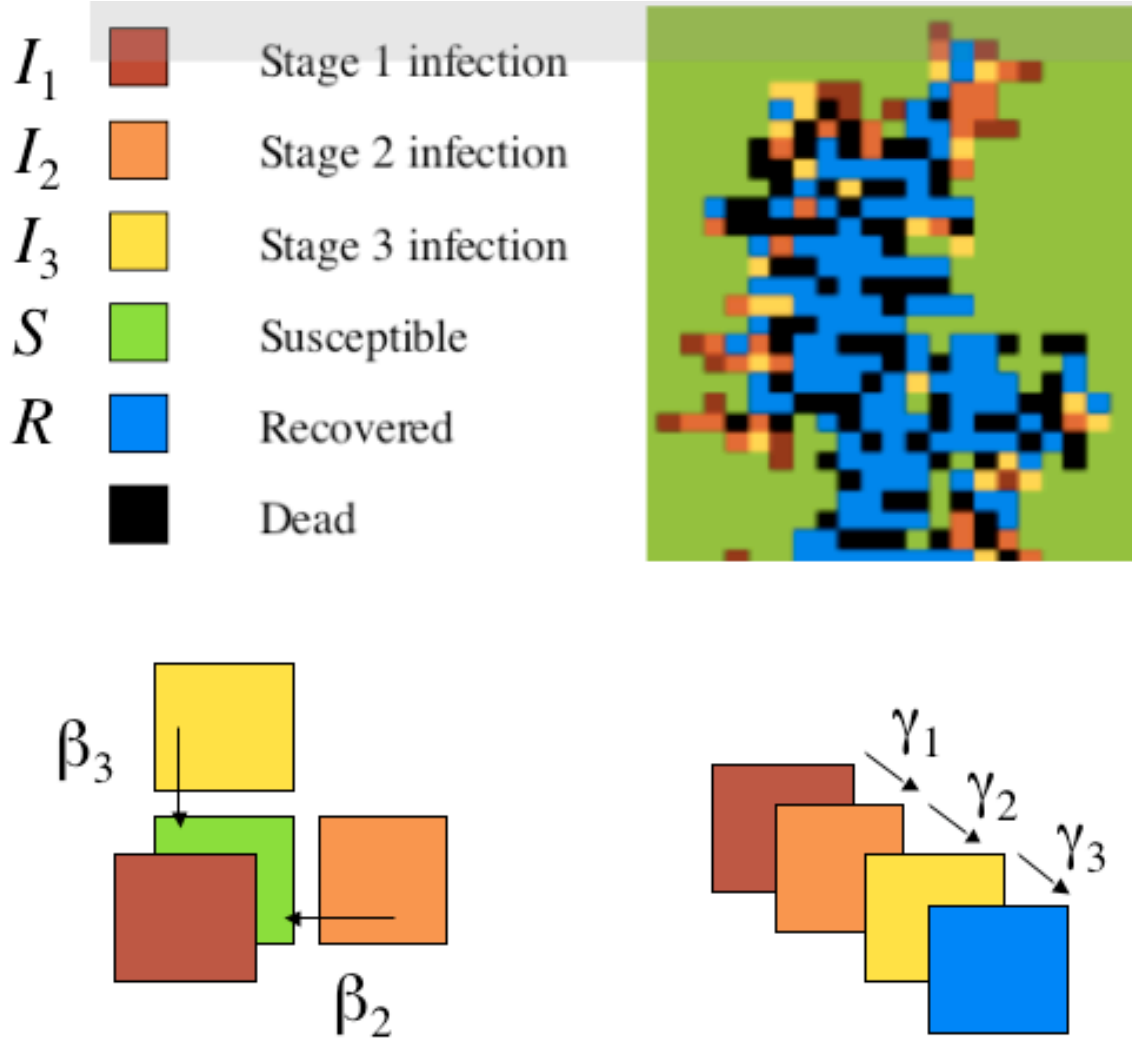 I₁ Stage 1 infection
I₂ Stage 2 infection
I₃ Stage 3 infection
S Susceptible
R Recovered
Dead
β₃
β₂
γ₁
γ₂
γ₃